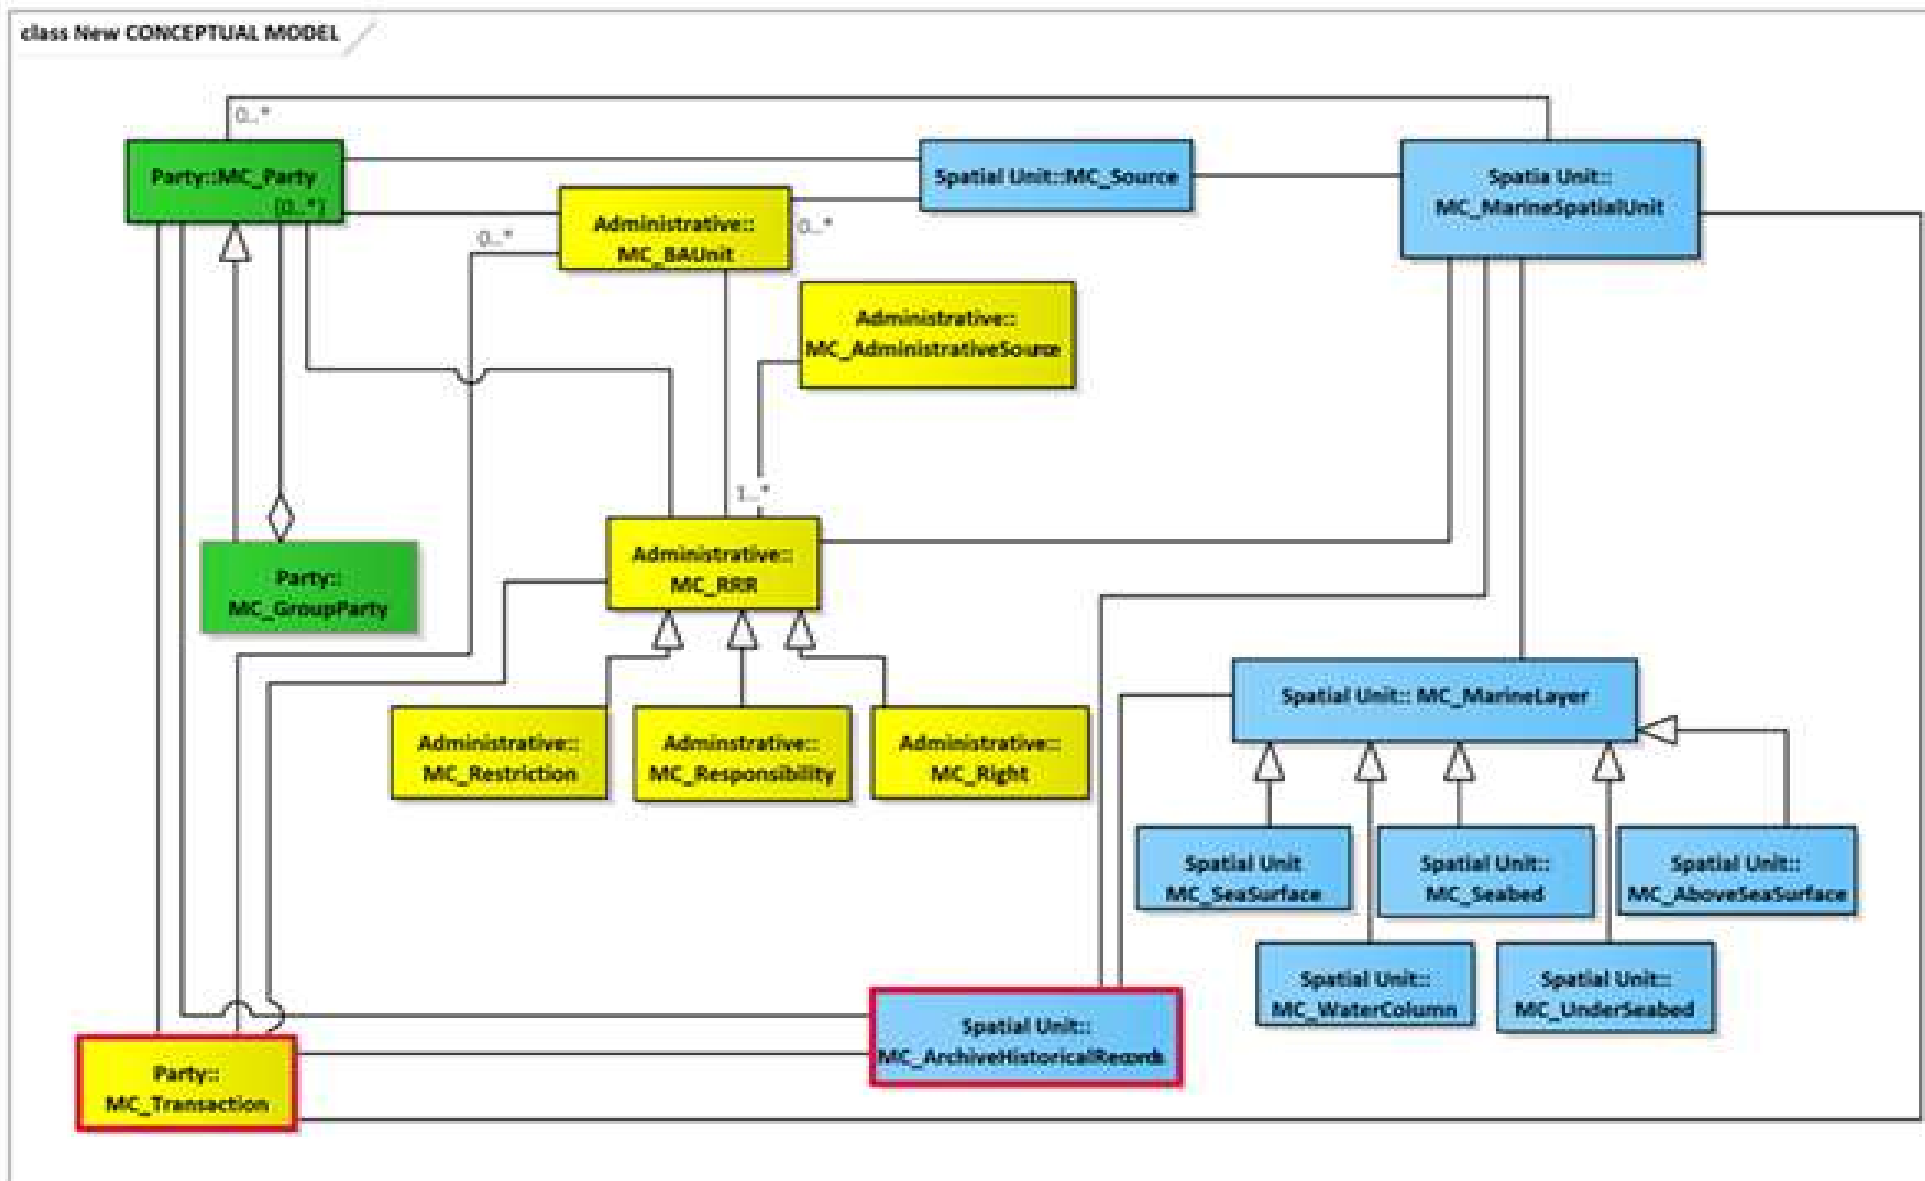 class New CONCEPTUAL MODEL
0..*
Party::MC_Party
{0..*}
Spatial Unit::MC_Source
Spatia Unit::
MC_MarineSpatialUnit
Administrative::
MC_BAUnit
0..*
0..*
Administrative::
MC_AdministrativeSource
1..*
Administrative::
MC_RRR
Party::
MC_GroupParty
Spatial Unit:: MC_MarineLayer
Administrative::
MC_Restriction
Adminstrative::
MC_Responsibility
Administrative::
MC_Right
Spatial Unit
MC_SeaSurface
Spatial Unit::
MC_Seabed
Spatial Unit::
MC_AboveSeaSurface
Spatial Unit::
MC_WaterColumn
Spatial Unit::
MC_UnderSeabed
Spatial Unit::
MC_ArchiveHistoricalRecords
Party::
MC_Transaction